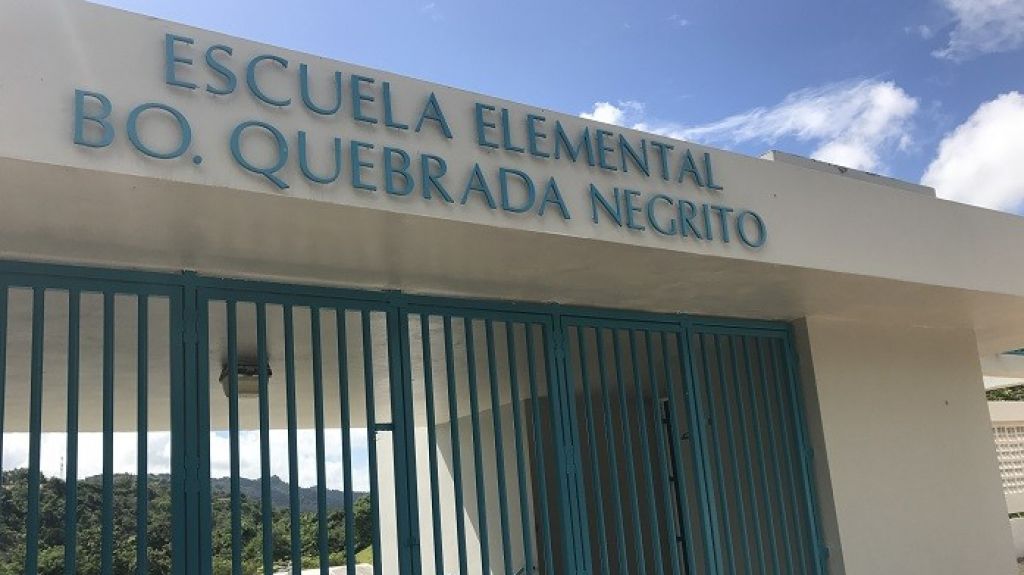 ESCUELA ELEMENTAL
BO. QUEBRADA NEGRITO